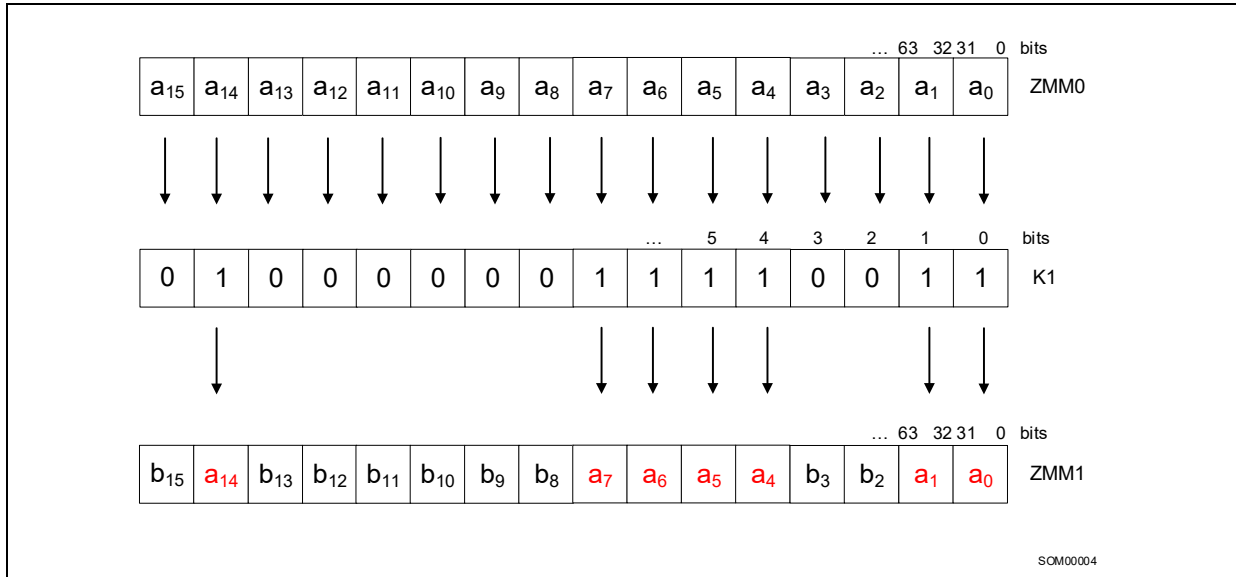 … 63 32 31 0 bits
a15 a14 a13 a12 a11 a10 a9 a8 a7 a6 a5 a4 a3 a2 a1 a0 ZMM0
… 5 4 3 2 1 0 bits
0 1 0 0 0 0 0 0 1 1 1 1 0 0 1 1 K1
… 63 32 31 0 bits
b15 a14 b13 b12 b11 b10 b9 b8 a7 a6 a5 a4 b3 b2 a1 a0 ZMM1
SOM00004